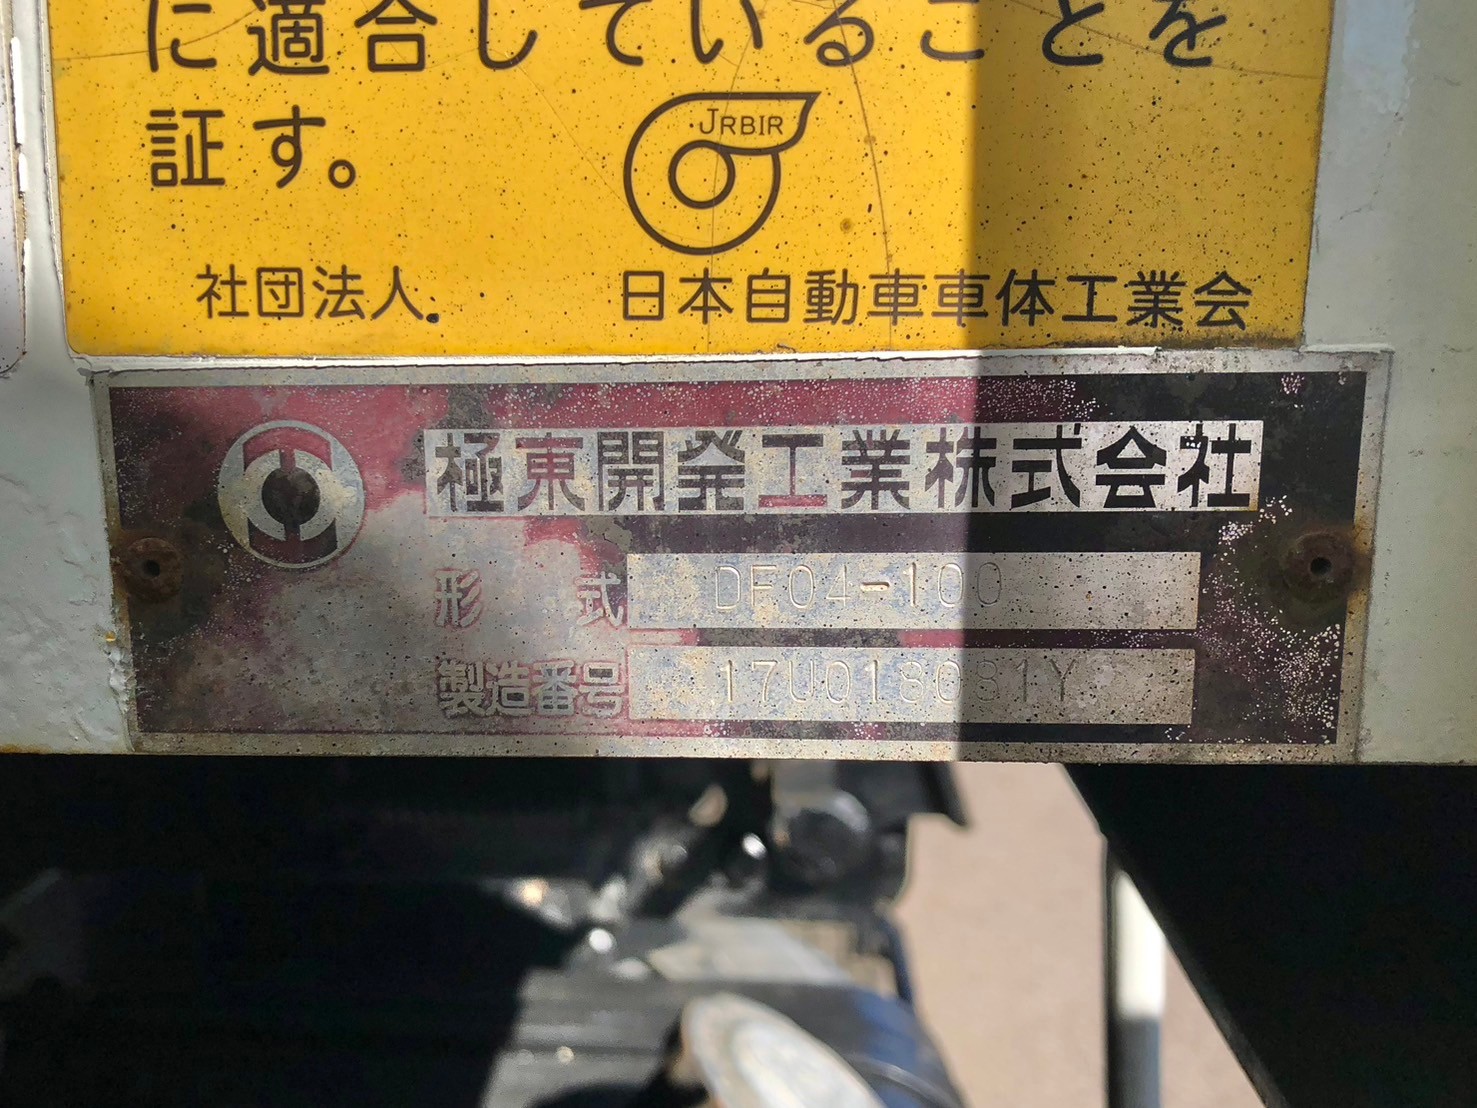 に適合していることを
証す。
JRBIR
社団法人 日本自動車車体工業会
極東開発工業株式会社
形式 DF04-100
製造番号 17U018081Y